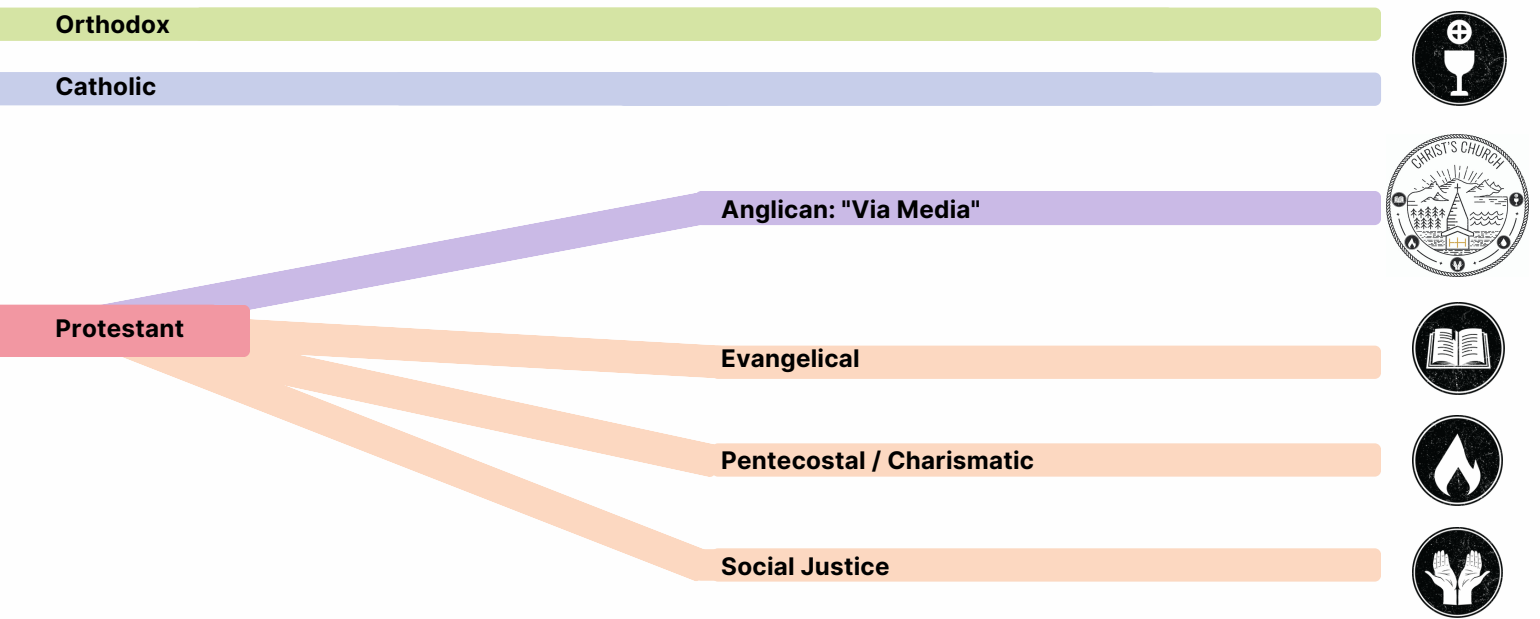 Orthodox
Catholic
CHRIST'S CHURCH
Anglican: "Via Media"
Protestant
Evangelical
Pentecostal / Charismatic
Social Justice